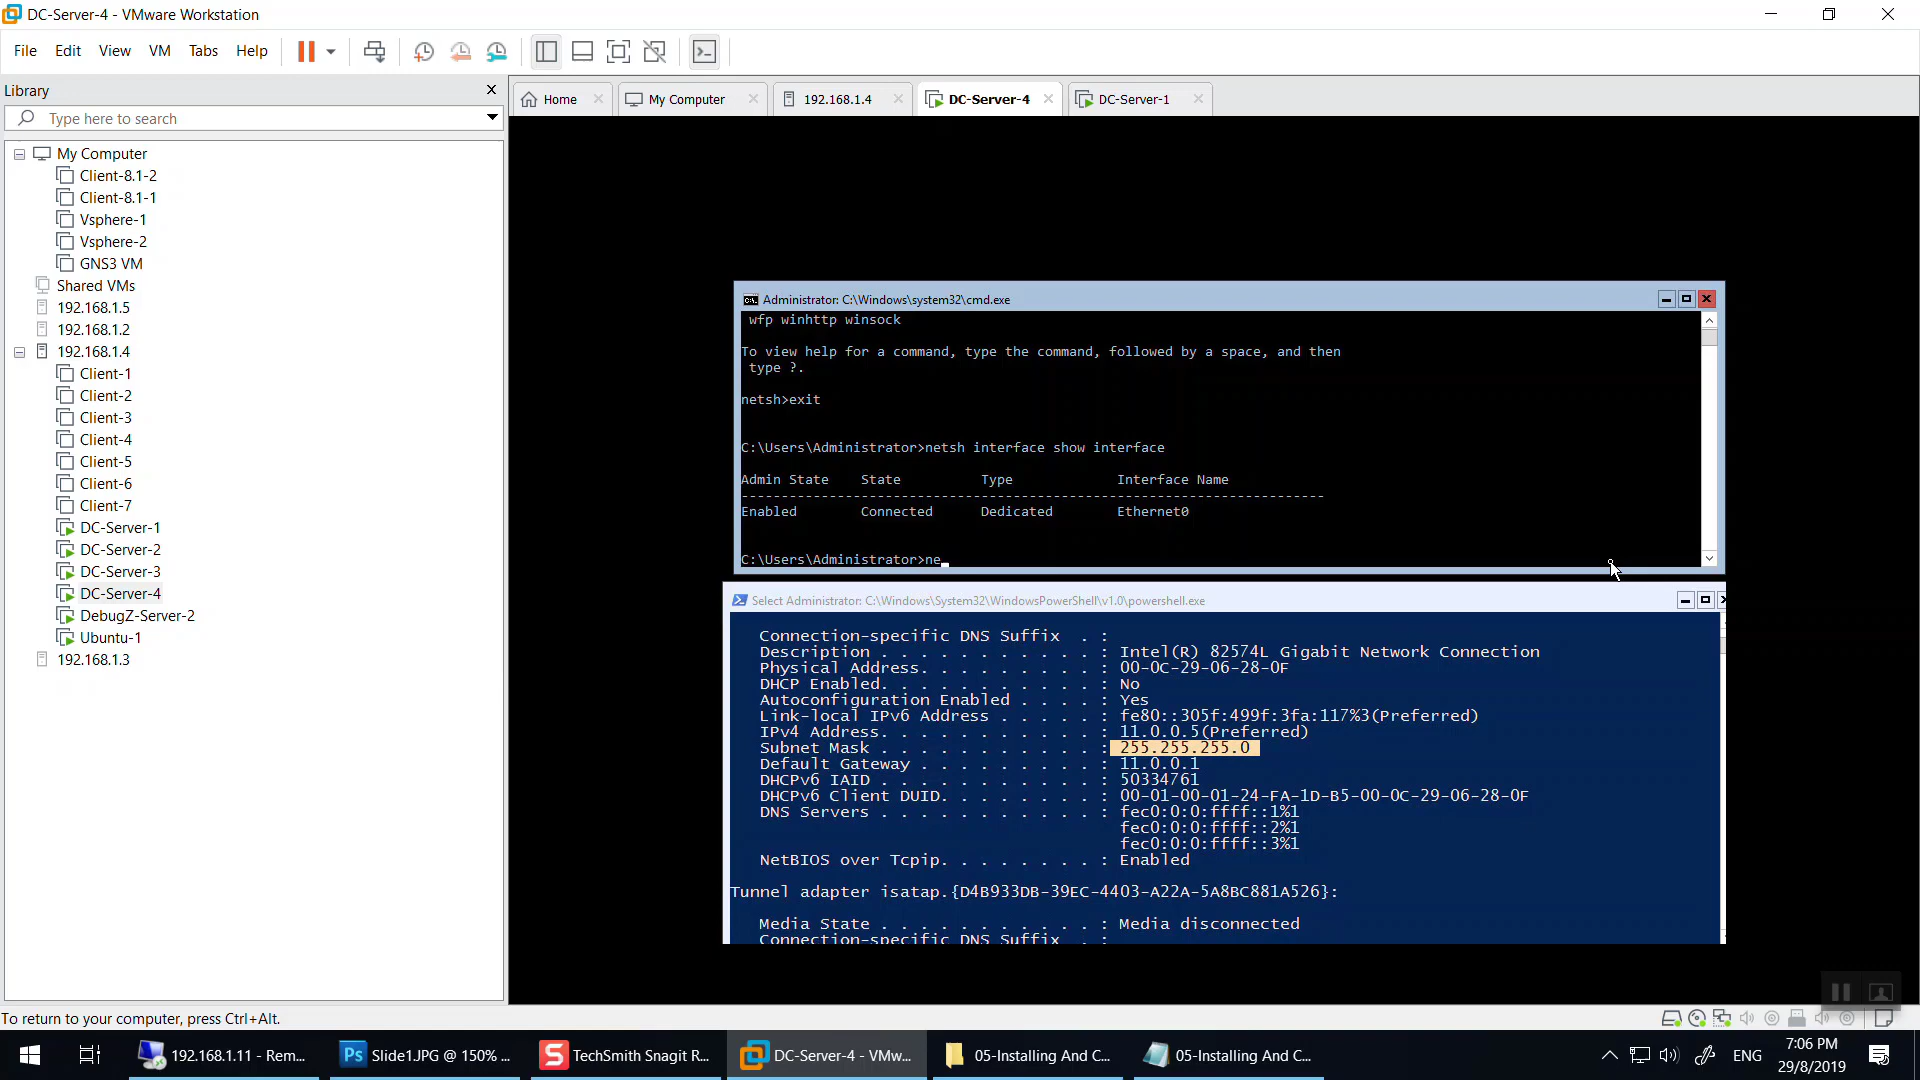 DC-Server-4 - VMware Workstation
File Edit View VM Tabs Help
Library
Type here to search
My Computer
Client-8.1-2
Client-8.1-1
Vsphere-1
Vsphere-2
GNS3 VM
Shared VMs
192.168.1.5
192.168.1.2
192.168.1.4
Client-1
Client-2
Client-3
Client-4
Client-5
Client-6
Client-7
DC-Server-1
DC-Server-2
DC-Server-3
DC-Server-4
DebugZ-Server-2
Ubuntu-1
192.168.1.3
Home My Computer 192.168.1.4 DC-Server-4 DC-Server-1
Administrator: C:\Windows\system32\cmd.exe
wfp winhttp winsock
To view help for a command, type the command, followed by a space, and then
type ?.
netsh>exit
C:\Users\Administrator>netsh interface show interface
Admin State State Type Interface Name
-------------------------------------------------------------------------
Enabled Connected Dedicated Ethernet0
C:\Users\Administrator>ne_
Select Administrator: C:\Windows\System32\WindowsPowerShell\v1.0\powershell.exe
Connection-specific DNS Suffix . :
Description . . . . . . . . . . . : Intel(R) 82574L Gigabit Network Connection
Physical Address. . . . . . . . . : 00-0C-29-06-28-0F
DHCP Enabled. . . . . . . . . . . : No
Autoconfiguration Enabled . . . . : Yes
Link-local IPv6 Address . . . . . : fe80::305f:499f:3fa:117%3(Preferred)
IPv4 Address. . . . . . . . . . . : 11.0.0.5(Preferred)
Subnet Mask . . . . . . . . . . . : 255.255.255.0
Default Gateway . . . . . . . . . : 11.0.0.1
DHCPv6 IAID . . . . . . . . . . . : 50334761
DHCPv6 Client DUID. . . . . . . . : 00-01-00-01-24-FA-1D-B5-00-0C-29-06-28-0F
DNS Servers . . . . . . . . . . . : fec0:0:0:ffff::1%1
fec0:0:0:ffff::2%1
fec0:0:0:ffff::3%1
NetBIOS over Tcpip. . . . . . . . : Enabled
Tunnel adapter isatap.{D4B933DB-39EC-4403-A22A-5A8BC881A526}:
Media State . . . . . . . . . . . : Media disconnected
Connection-specific DNS Suffix . :
To return to your computer, press Ctrl+Alt.
192.168.1.11 - Rem... Slide1.JPG @ 150% ... TechSmith Snagit R... DC-Server-4 - VMw... 05-Installing And C... 05-Installing And C... ENG 7:06 PM
29/8/2019